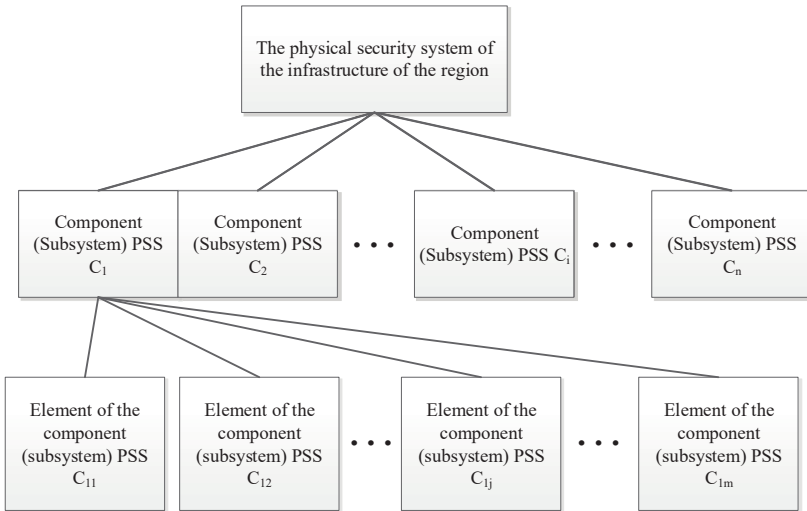 The physical security system of
the infrastructure of the region
Component
(Subsystem) PSS
C₁
Component
(Subsystem) PSS
C₂
• • •
Component
(Subsystem) PSS Cᵢ
• • •
Component
(Subsystem) PSS
Cₙ
Element of the
component
(subsystem) PSS
C₁₁
Element of the
component
(subsystem) PSS
C₁₂
• • •
Element of the
component
(subsystem) PSS
C₁ⱼ
• • •
Element of the
component
(subsystem) PSS
C₁ₘ